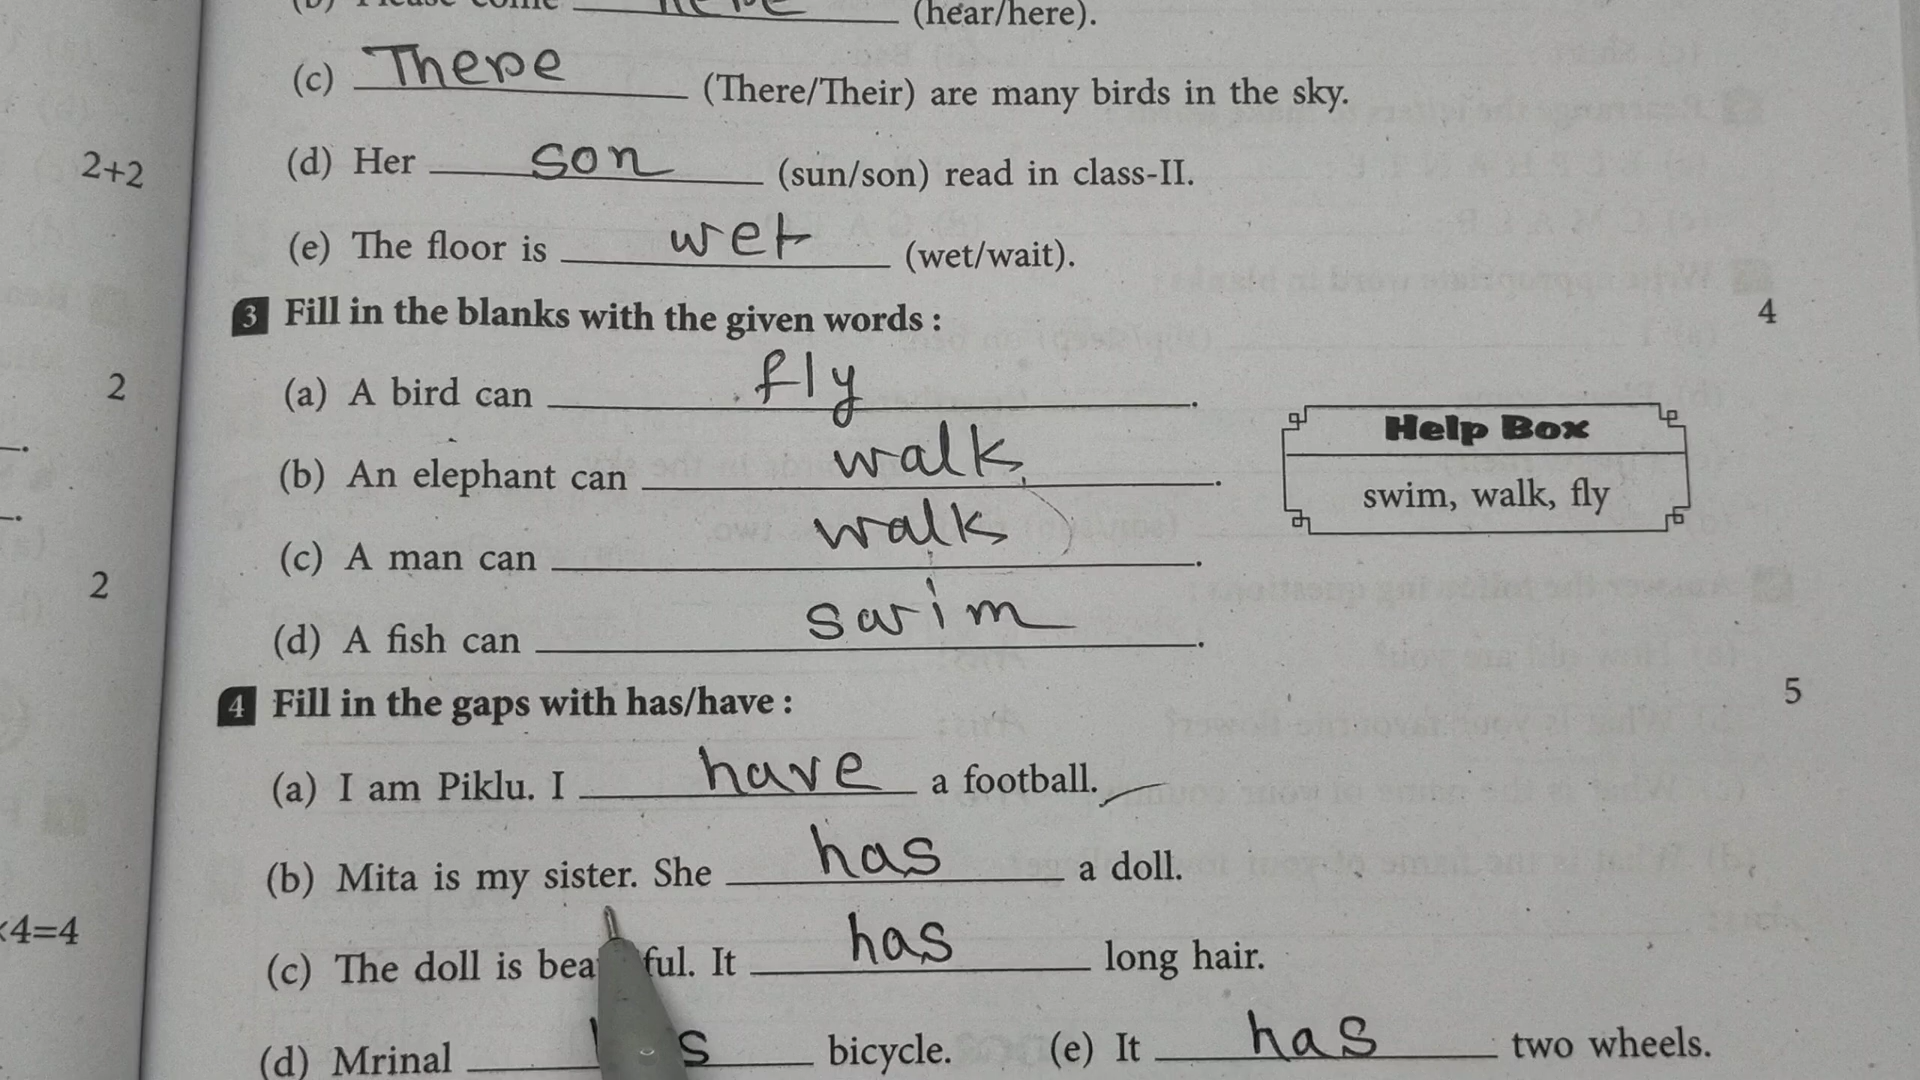 here (hear/here).
(c) There (There/Their) are many birds in the sky.
2+2
(d) Her son (sun/son) read in class-II.
(e) The floor is wet (wet/wait).
3 Fill in the blanks with the given words : 4
2
(a) A bird can fly.
Help Box
(b) An elephant can walk.
swim, walk, fly
(c) A man can walk.
2
(d) A fish can swim.
4 Fill in the gaps with has/have : 5
(a) I am Piklu. I have a football.
(b) Mita is my sister. She has a doll.
×4=4
(c) The doll is bea ful. It has long hair.
(d) Mrinal bicycle. (e) It has two wheels.